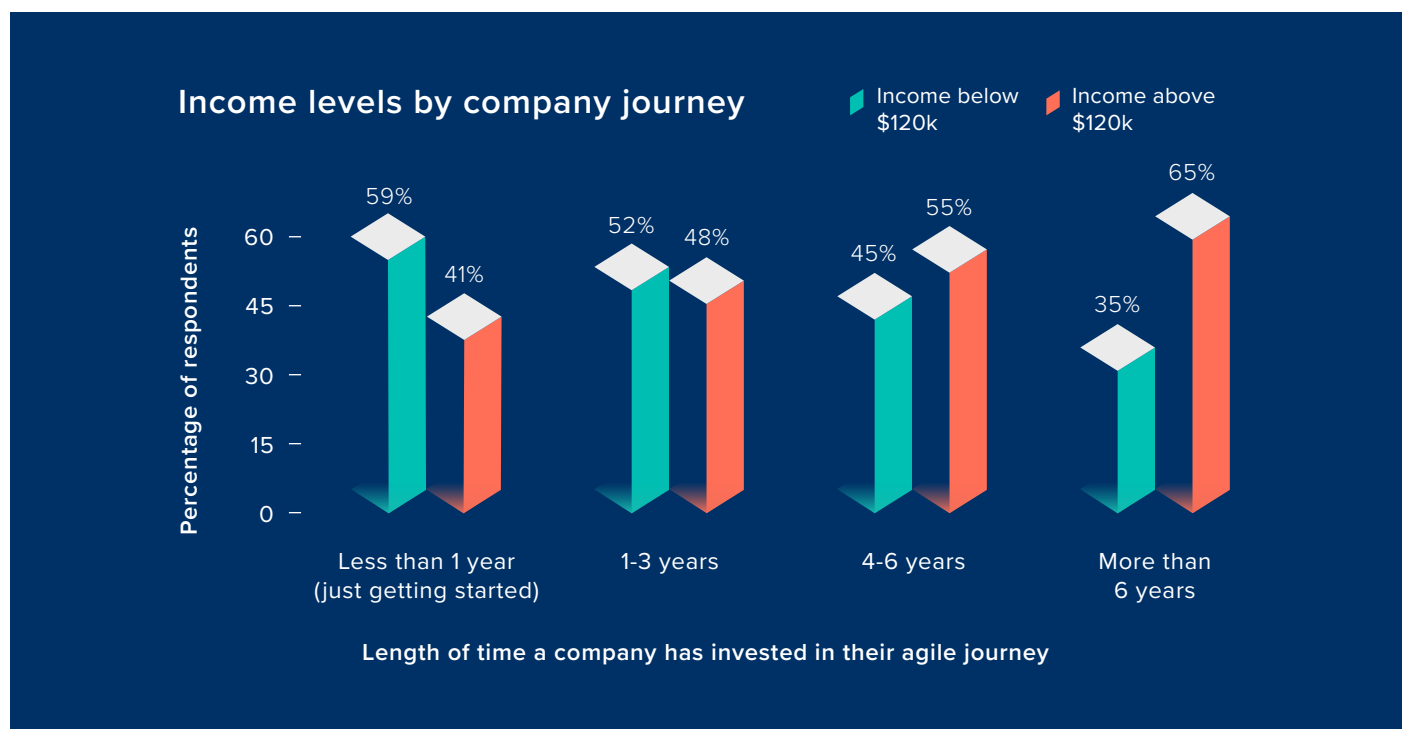 Income levels by company journey
Income below
$120k
Income above
$120k
Percentage of respondents
60
45
30
15
0
59%
41%
52%
48%
45%
55%
35%
65%
Less than 1 year
(just getting started)
1-3 years
4-6 years
More than
6 years
Length of time a company has invested in their agile journey